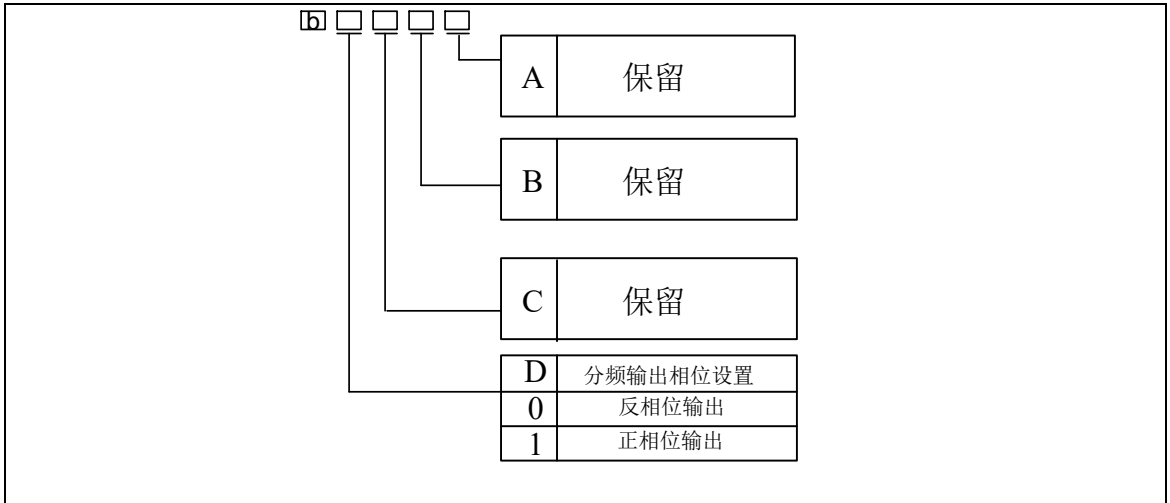 b □ □ □ □
A 保留
B 保留
C 保留
D 分频输出相位设置
0 反相位输出
1 正相位输出